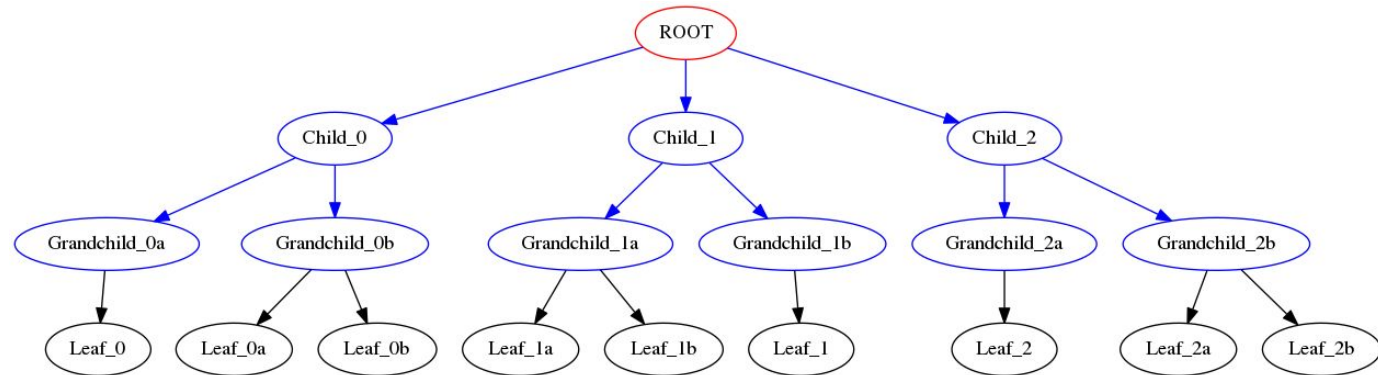 ROOT
Child_0
Child_1
Child_2
Grandchild_0a
Grandchild_0b
Grandchild_1a
Grandchild_1b
Grandchild_2a
Grandchild_2b
Leaf_0
Leaf_0a
Leaf_0b
Leaf_1a
Leaf_1b
Leaf_1
Leaf_2
Leaf_2a
Leaf_2b